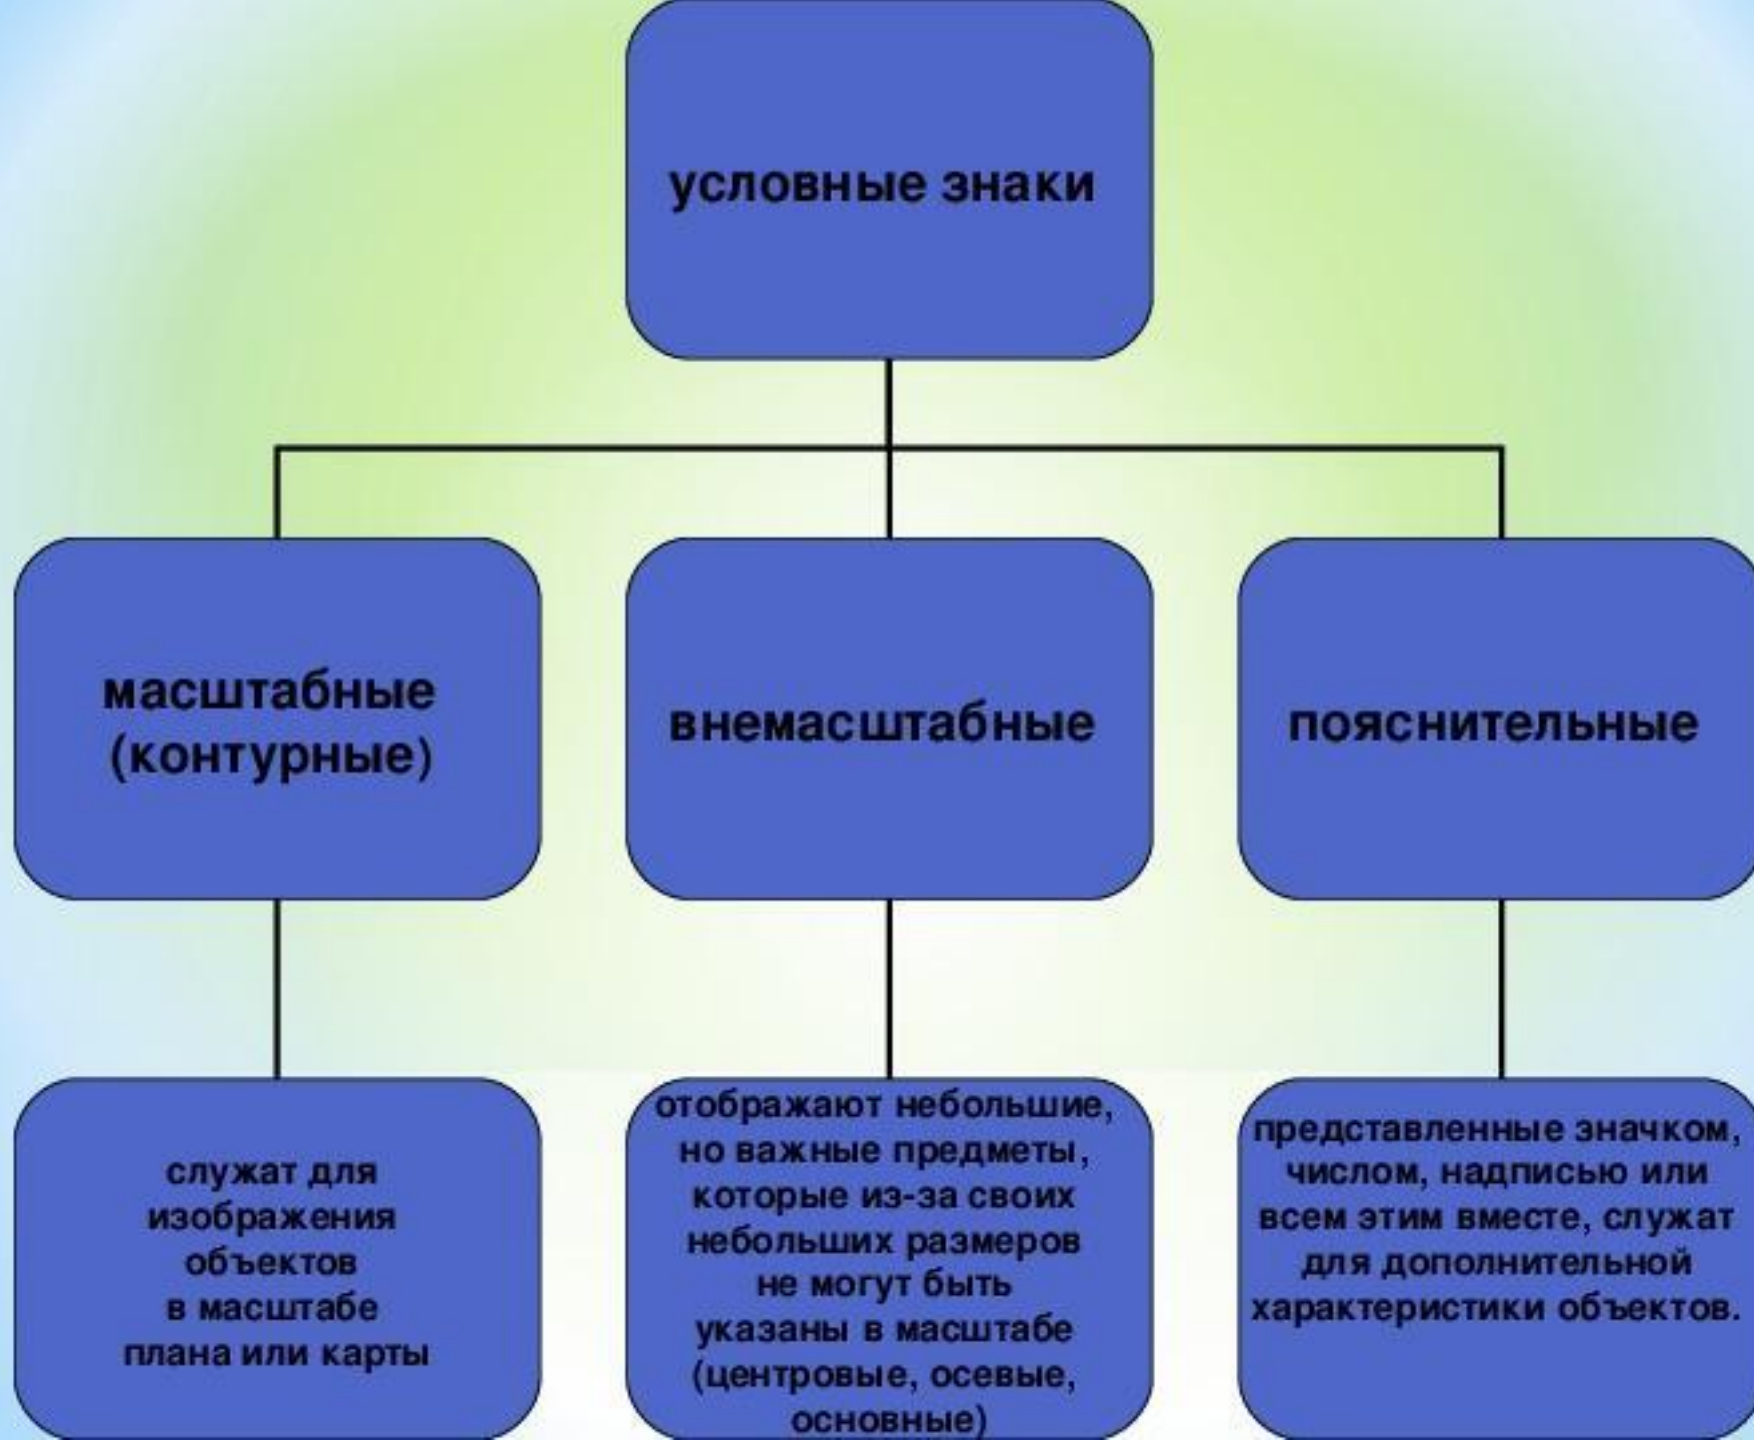 условные знаки
масштабные
(контурные)
внемасштабные
пояснительные
служат для
изображения
объектов
в масштабе
плана или карты
отображают небольшие,
но важные предметы,
которые из-за своих
небольших размеров
не могут быть
указаны в масштабе
(центровые, осевые,
основные)
представленные значком,
числом, надписью или
всем этим вместе, служат
для дополнительной
характеристики объектов.